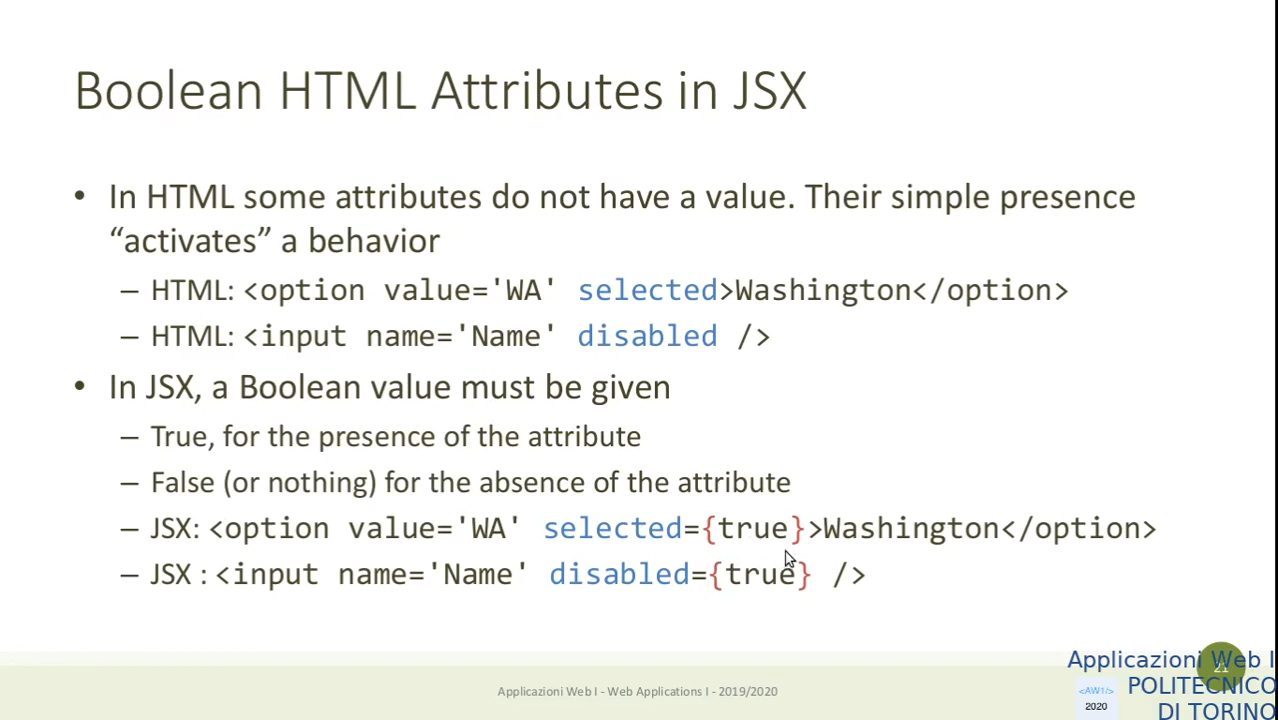 Boolean HTML Attributes in JSX
• In HTML some attributes do not have a value. Their simple presence
“activates” a behavior
– HTML: <option value='WA' selected>Washington</option>
– HTML: <input name='Name' disabled />
• In JSX, a Boolean value must be given
– True, for the presence of the attribute
– False (or nothing) for the absence of the attribute
– JSX: <option value='WA' selected={true}>Washington</option>
– JSX : <input name='Name' disabled={true} />
Applicazioni Web I - Web Applications I - 2019/2020
21
Applicazioni Web I
POLITECNICO
DI TORINO
<AW1/>
2020